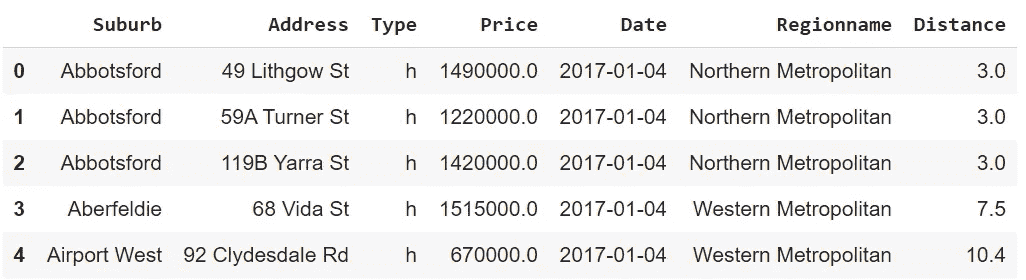 Suburb Address Type Price Date Regionname Distance
0 Abbotsford 49 Lithgow St h 1490000.0 2017-01-04 Northern Metropolitan 3.0
1 Abbotsford 59A Turner St h 1220000.0 2017-01-04 Northern Metropolitan 3.0
2 Abbotsford 119B Yarra St h 1420000.0 2017-01-04 Northern Metropolitan 3.0
3 Aberfeldie 68 Vida St h 1515000.0 2017-01-04 Western Metropolitan 7.5
4 Airport West 92 Clydesdale Rd h 670000.0 2017-01-04 Western Metropolitan 10.4